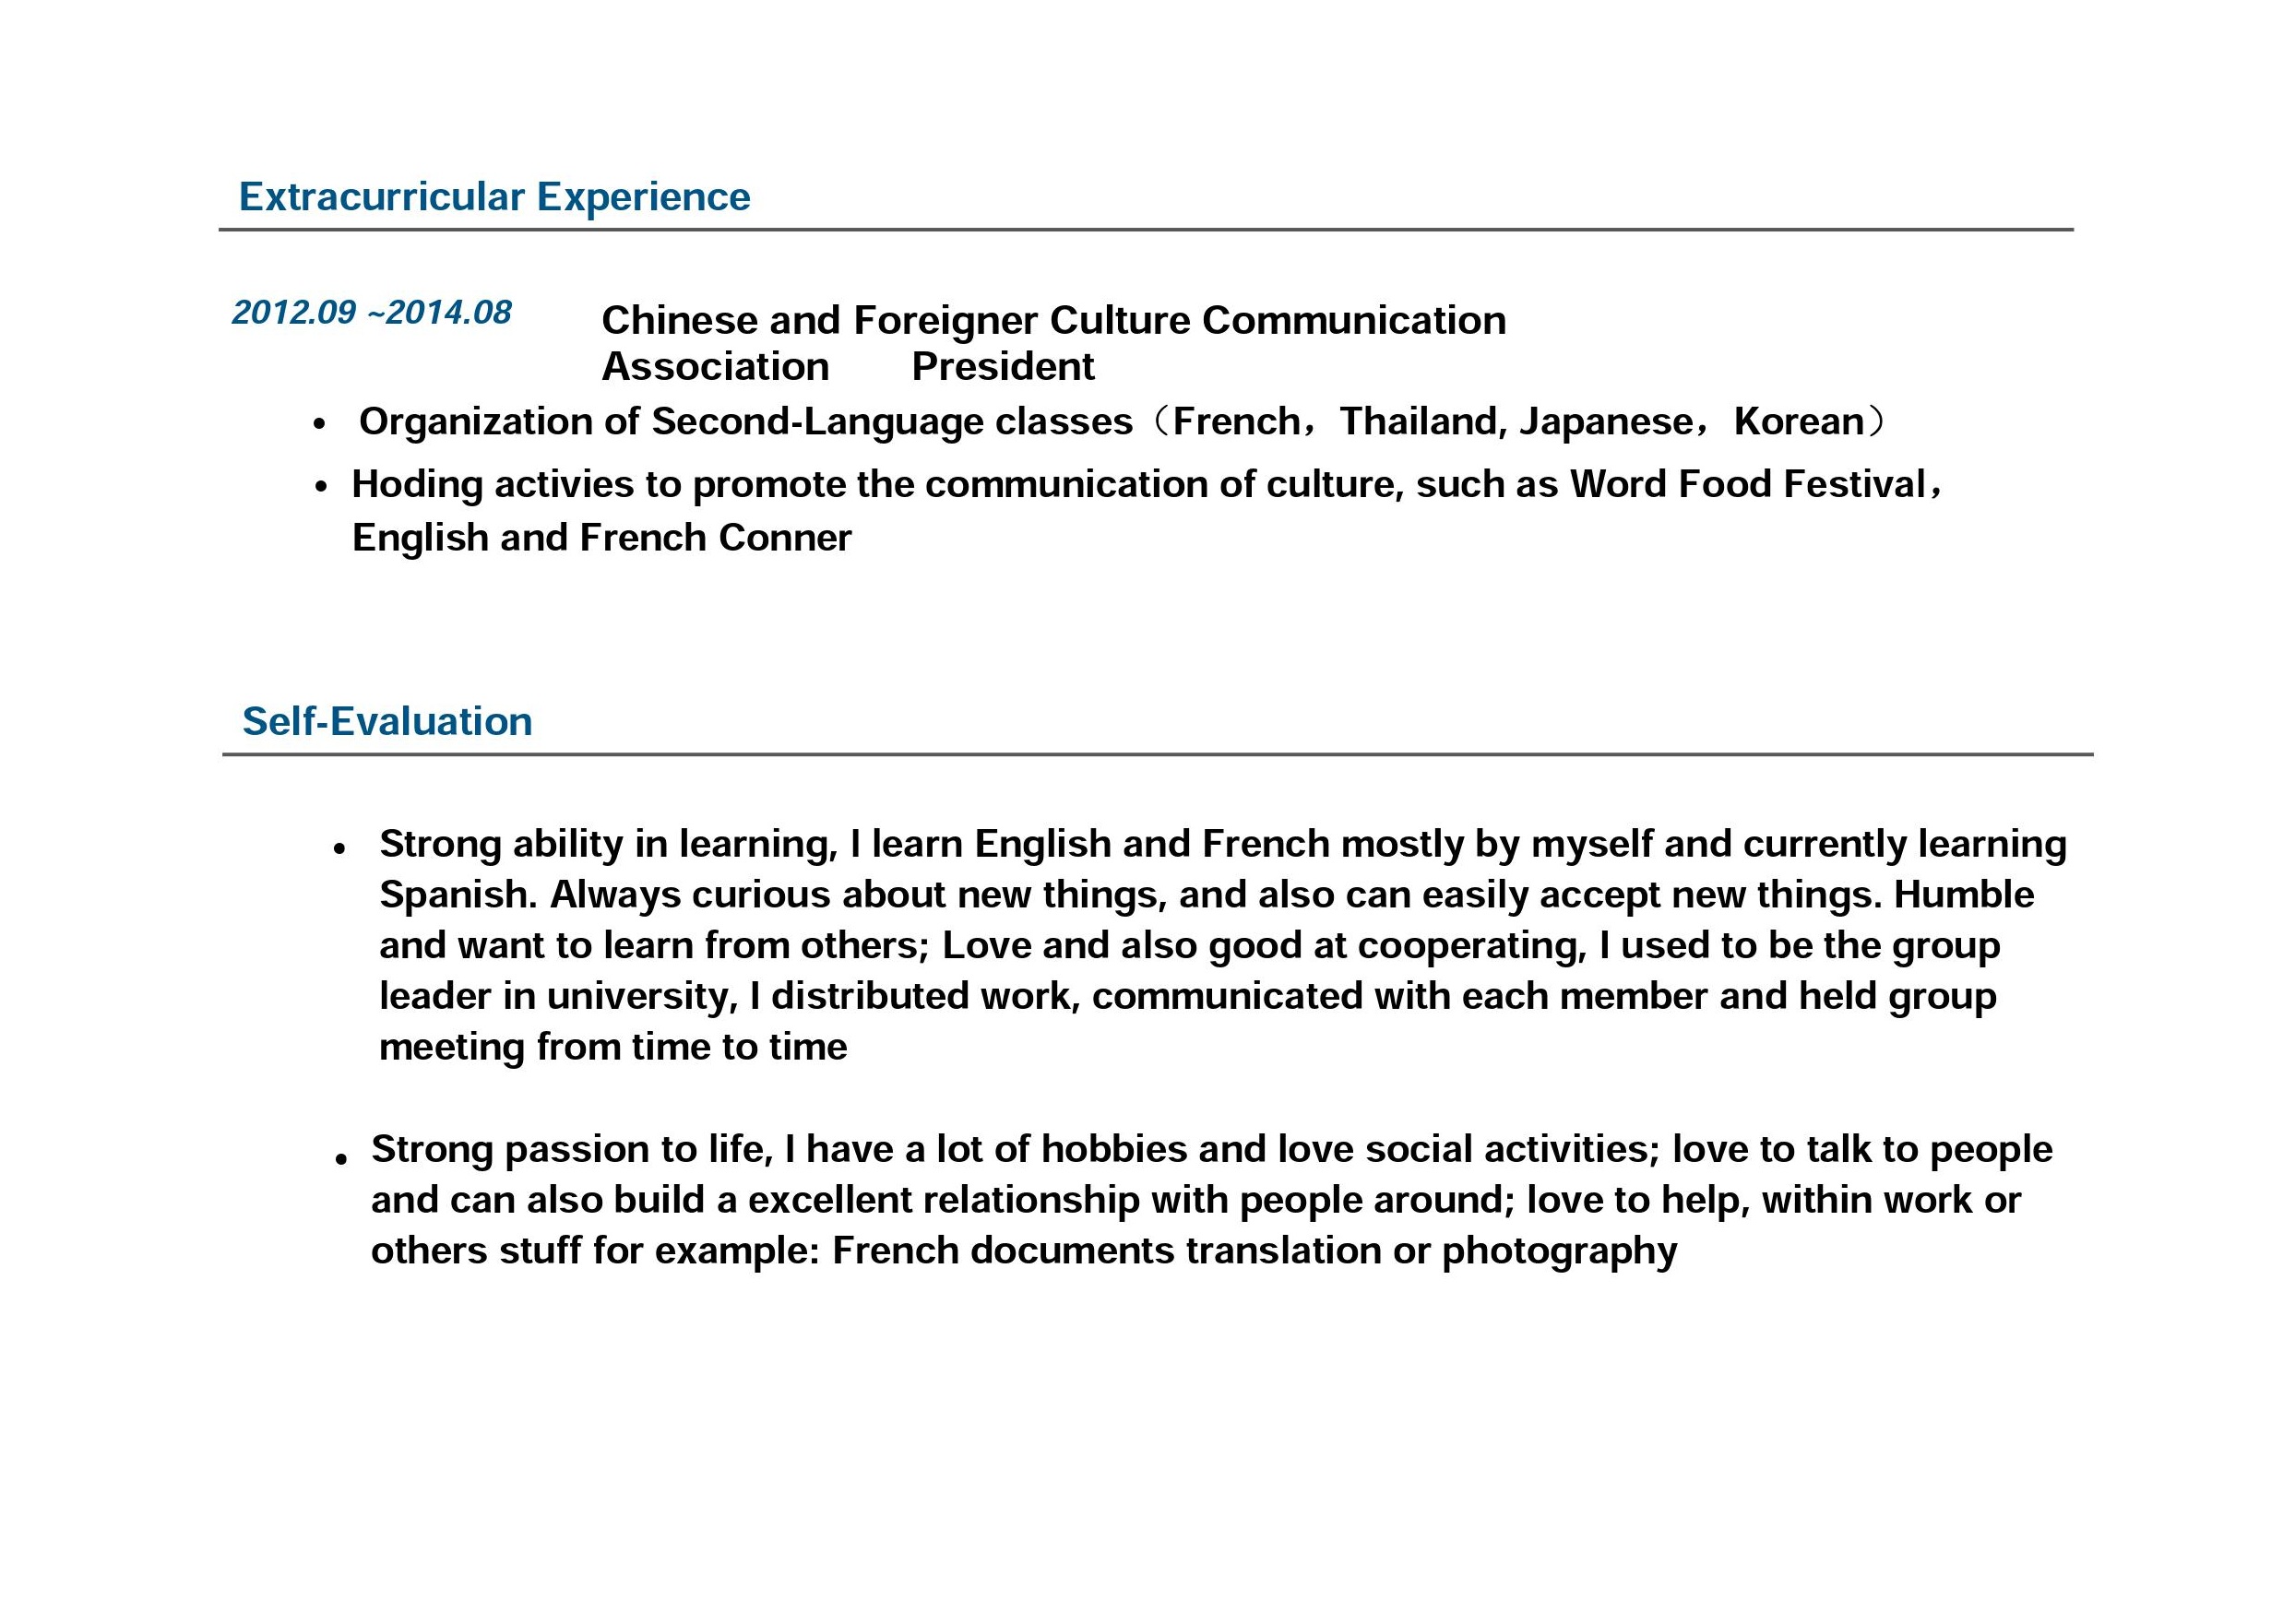 Extracurricular Experience
2012.09 ~2014.08
Chinese and Foreigner Culture Communication
Association President
• Organization of Second-Language classes（French，Thailand, Japanese，Korean）
• Hoding activies to promote the communication of culture, such as Word Food Festival，
English and French Conner
Self-Evaluation
• Strong ability in learning, I learn English and French mostly by myself and currently learning
Spanish. Always curious about new things, and also can easily accept new things. Humble
and want to learn from others; Love and also good at cooperating, I used to be the group
leader in university, I distributed work, communicated with each member and held group
meeting from time to time
• Strong passion to life, I have a lot of hobbies and love social activities; love to talk to people
and can also build a excellent relationship with people around; love to help, within work or
others stuff for example: French documents translation or photography